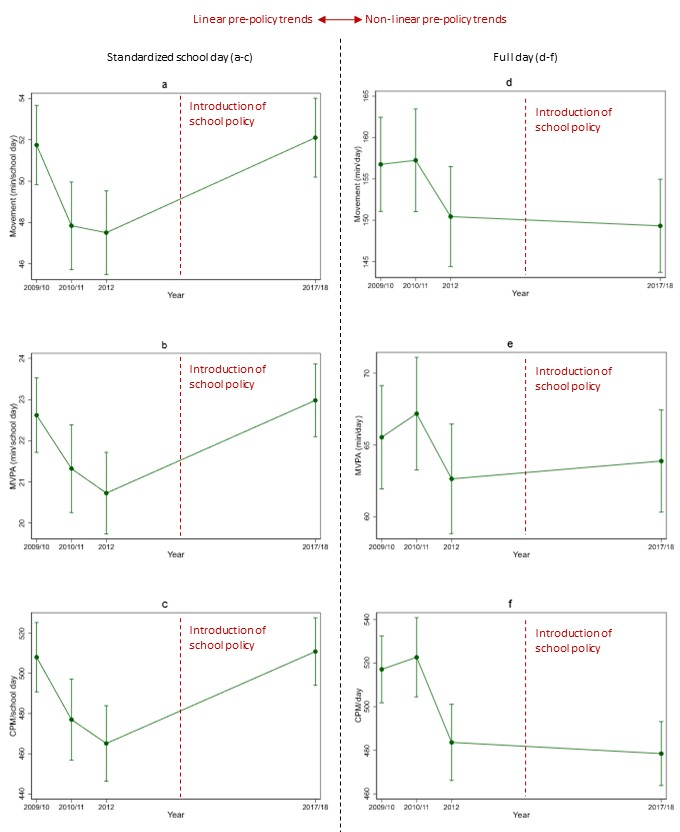 Linear pre-policy trends Non-linear pre-policy trends
Standardized school day (a-c)
Full day (d-f)
a
Introduction of
school policy
Movement (min/school day)
54
52
50
48
46
2009/10 2010/11 2012 2017/18
Year
d
Introduction of
school policy
Movement (min/day)
165
160
155
150
145
2009/10 2010/11 2012 2017/18
Year
b
Introduction of
school policy
MVPA (min/school day)
24
23
22
21
20
2009/10 2010/11 2012 2017/18
Year
e
Introduction of
school policy
MVPA (min/day)
70
65
60
2009/10 2010/11 2012 2017/18
Year
c
Introduction of
school policy
CPM/school day
520
500
480
460
440
2009/10 2010/11 2012 2017/18
Year
f
Introduction of
school policy
CPM/day
540
520
500
480
460
2009/10 2010/11 2012 2017/18
Year